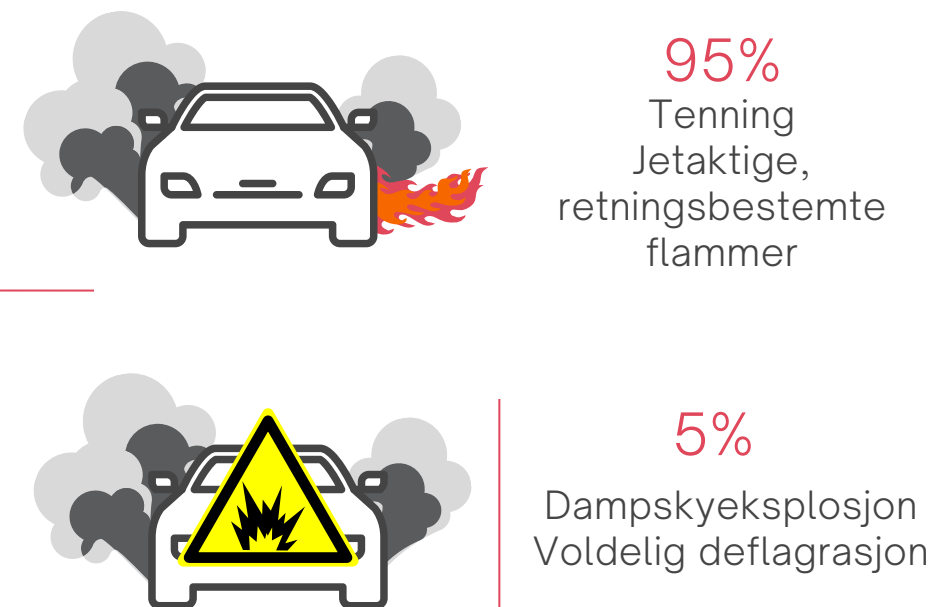 95%
Tenning
Jetaktige,
retningsbestemte
flammer
5%
Dampskyeksplosjon
Voldelig deflagrasjon